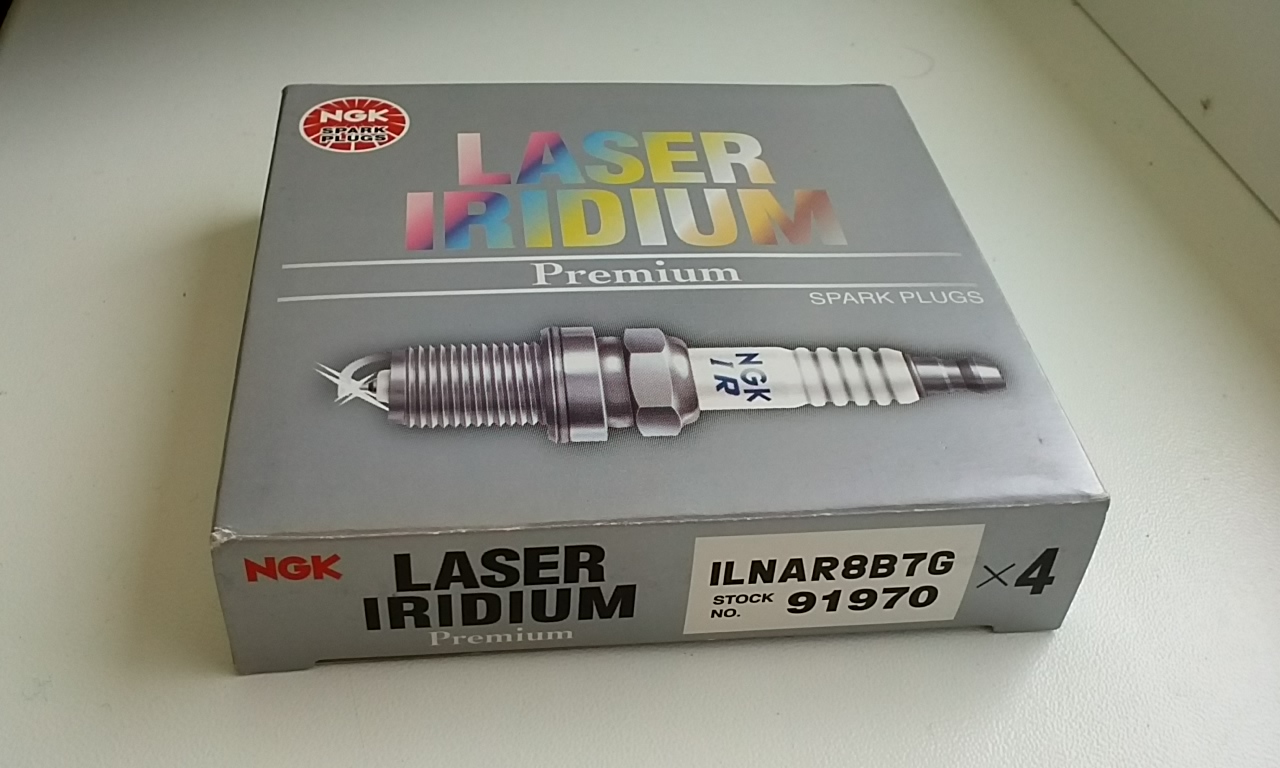 NGK
SPARK
PLUGS
LASER
IRIDIUM
Premium
SPARK PLUGS
NGK
IR
NGK
LASER
IRIDIUM
Premium
ILNAR8B7G
STOCK
NO. 91970
×4